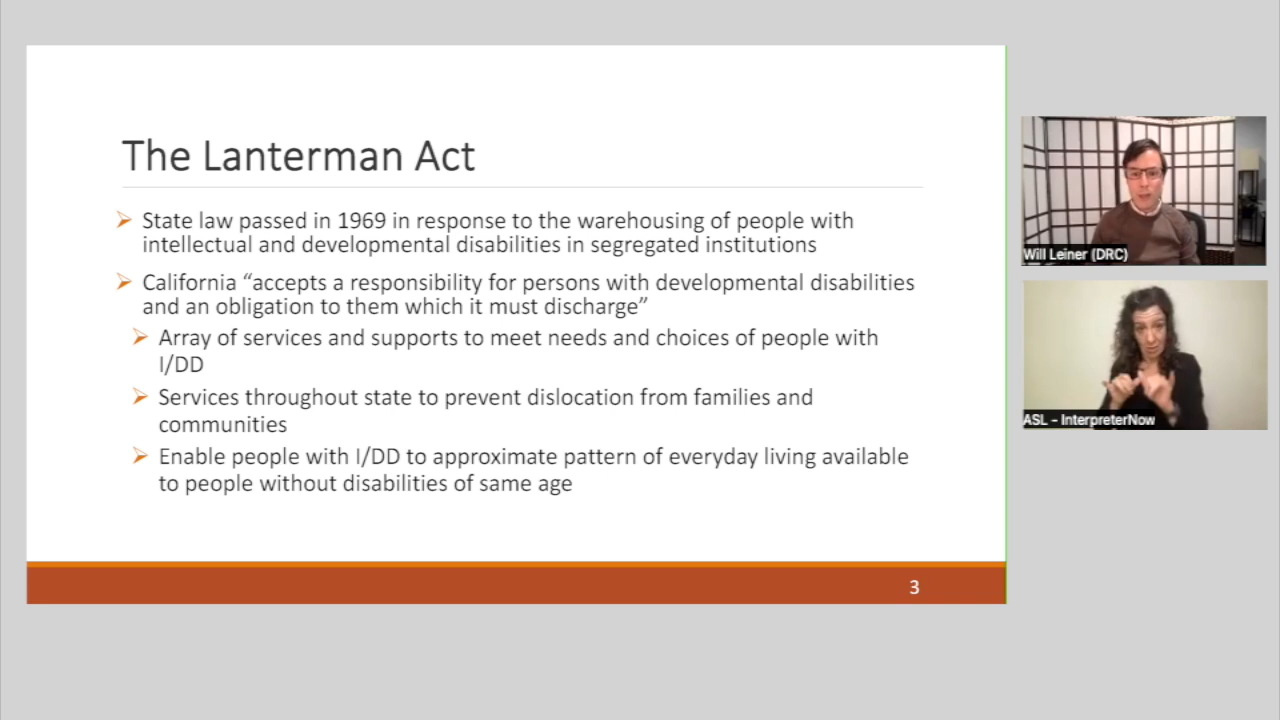 The Lanterman Act
State law passed in 1969 in response to the warehousing of people with
intellectual and developmental disabilities in segregated institutions
California “accepts a responsibility for persons with developmental disabilities
and an obligation to them which it must discharge”
Array of services and supports to meet needs and choices of people with
I/DD
Services throughout state to prevent dislocation from families and
communities
Enable people with I/DD to approximate pattern of everyday living available
to people without disabilities of same age
3
Will Leiner (DRC)
ASL - InterpreterNow